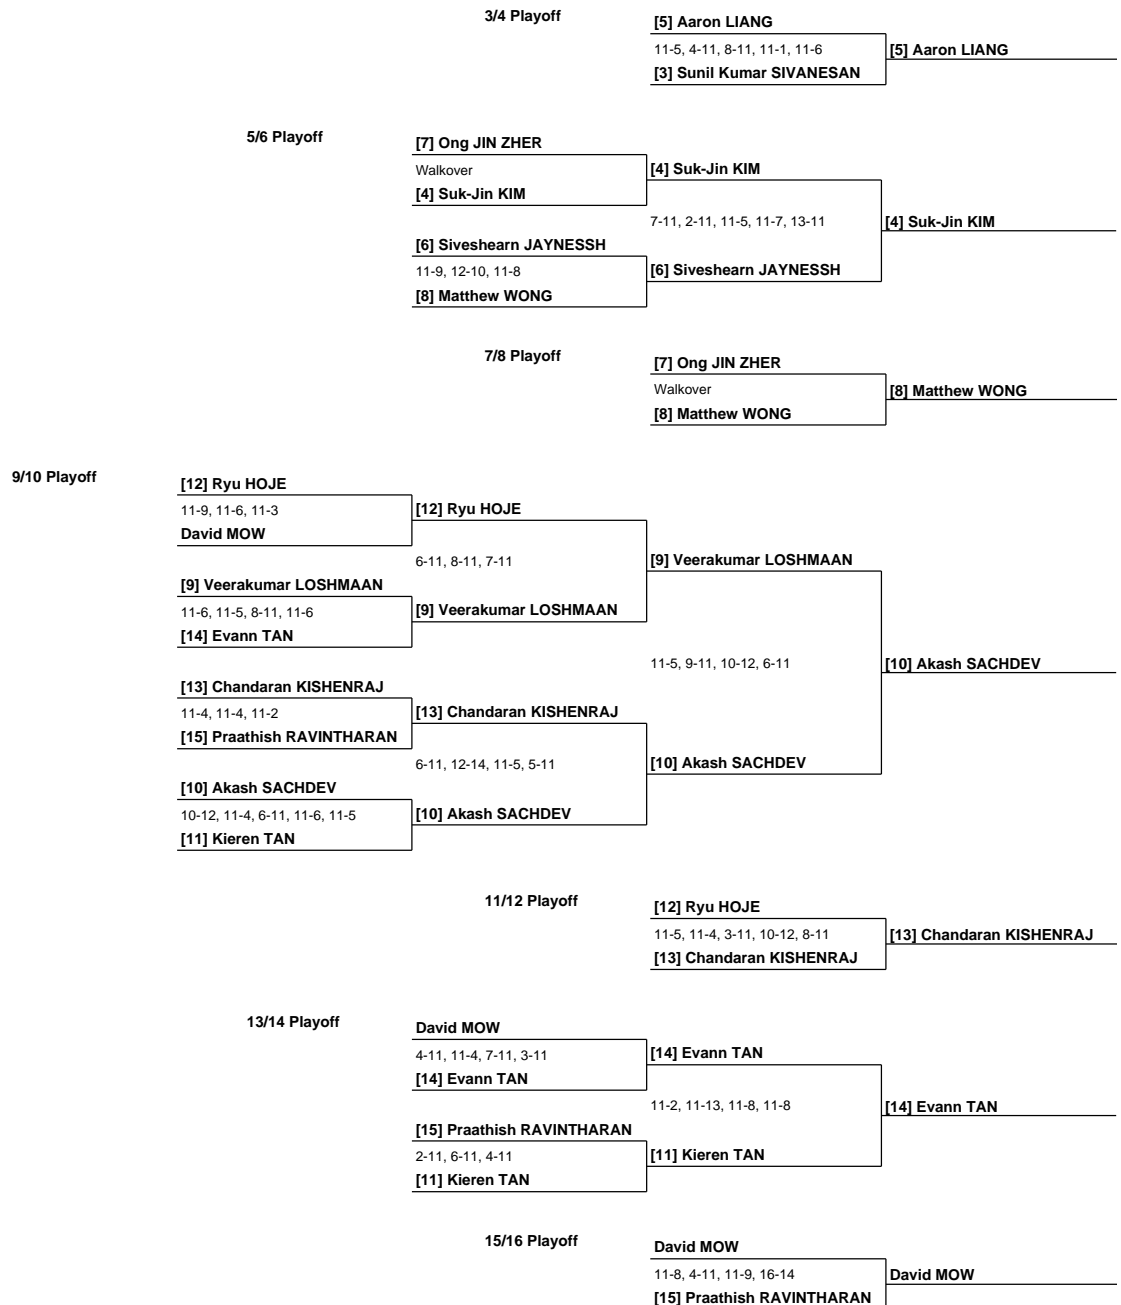 3/4 Playoff
[5] Aaron LIANG
11-5, 4-11, 8-11, 11-1, 11-6
[5] Aaron LIANG
[3] Sunil Kumar SIVANESAN
5/6 Playoff
[7] Ong JIN ZHER
Walkover
[4] Suk-Jin KIM
[4] Suk-Jin KIM
7-11, 2-11, 11-5, 11-7, 13-11
[4] Suk-Jin KIM
[6] Siveshearn JAYNESSH
11-9, 12-10, 11-8
[6] Siveshearn JAYNESSH
[8] Matthew WONG
7/8 Playoff
[7] Ong JIN ZHER
Walkover
[8] Matthew WONG
[8] Matthew WONG
9/10 Playoff
[12] Ryu HOJE
11-9, 11-6, 11-3
[12] Ryu HOJE
David MOW
6-11, 8-11, 7-11
[9] Veerakumar LOSHMAAN
[9] Veerakumar LOSHMAAN
11-6, 11-5, 8-11, 11-6
[9] Veerakumar LOSHMAAN
[14] Evann TAN
11-5, 9-11, 10-12, 6-11
[10] Akash SACHDEV
[13] Chandaran KISHENRAJ
11-4, 11-4, 11-2
[13] Chandaran KISHENRAJ
[15] Praathish RAVINTHARAN
6-11, 12-14, 11-5, 5-11
[10] Akash SACHDEV
[10] Akash SACHDEV
10-12, 11-4, 6-11, 11-6, 11-5
[10] Akash SACHDEV
[11] Kieren TAN
11/12 Playoff
[12] Ryu HOJE
11-5, 11-4, 3-11, 10-12, 8-11
[13] Chandaran KISHENRAJ
[13] Chandaran KISHENRAJ
13/14 Playoff
David MOW
4-11, 11-4, 7-11, 3-11
[14] Evann TAN
[14] Evann TAN
11-2, 11-13, 11-8, 11-8
[14] Evann TAN
[15] Praathish RAVINTHARAN
2-11, 6-11, 4-11
[11] Kieren TAN
[11] Kieren TAN
15/16 Playoff
David MOW
11-8, 4-11, 11-9, 16-14
David MOW
[15] Praathish RAVINTHARAN